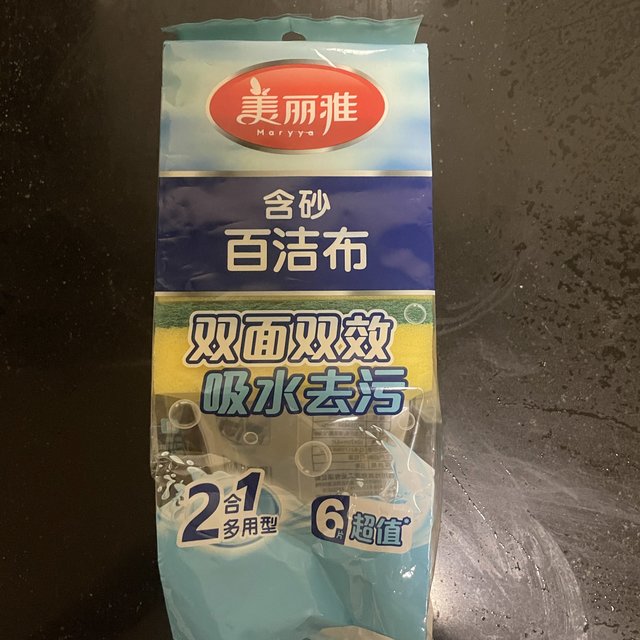 美丽雅
Maryya
含砂
百洁布
双面双效
吸水去污
2合1
多用型
6片
超值